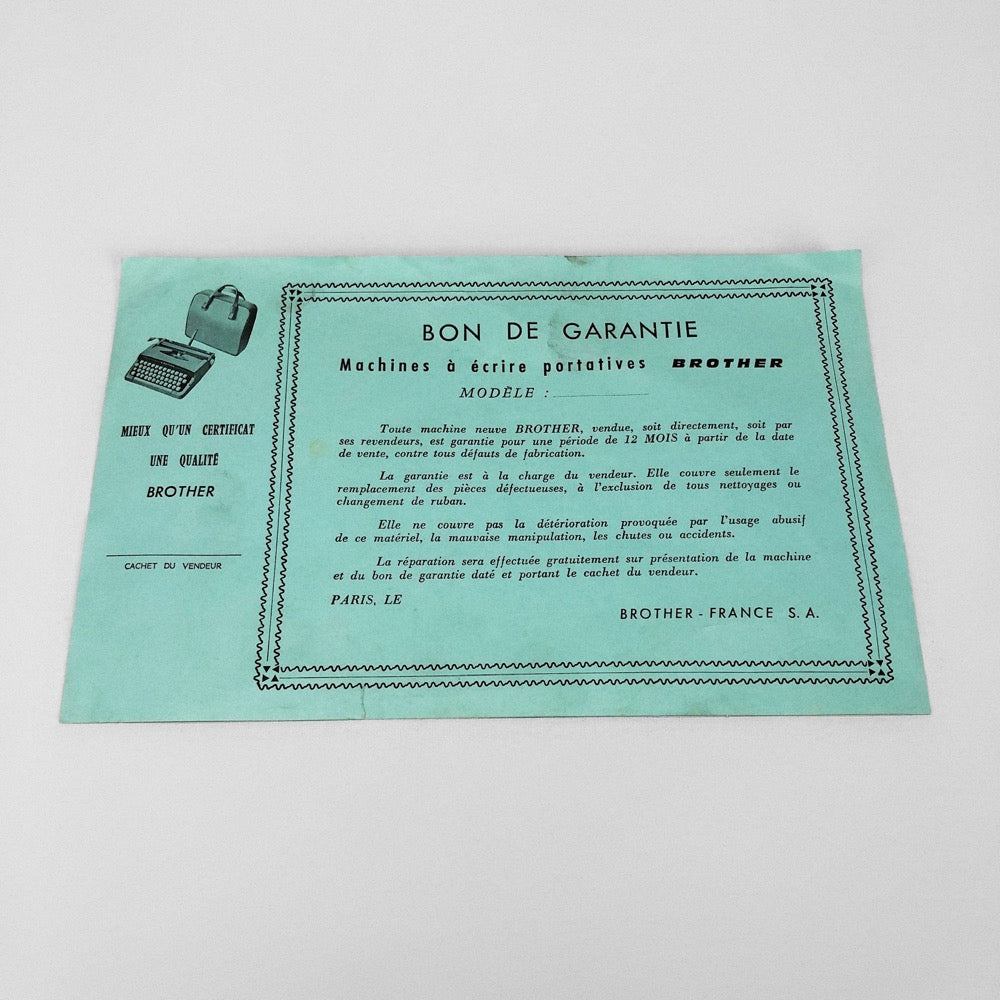 MIEUX QU'UN CERTIFICAT
UNE QUALITÉ
BROTHER
CACHET DU VENDEUR
BON DE GARANTIE
Machines à écrire portatives BROTHER
MODÈLE :
Toute machine neuve BROTHER, vendue, soit directement, soit par
ses revendeurs, est garantie pour une période de 12 MOIS à partir de la date
de vente, contre tous défauts de fabrication.
La garantie est à la charge du vendeur. Elle couvre seulement le
remplacement des pièces défectueuses, à l'exclusion de tous nettoyages ou
changement de ruban.
Elle ne couvre pas la détérioration provoquée par l'usage abusif
de ce matériel, la mauvaise manipulation, les chutes ou accidents.
La réparation sera effectuée gratuitement sur présentation de la machine
et du bon de garantie daté et portant le cachet du vendeur.
PARIS, LE
BROTHER - FRANCE S. A.